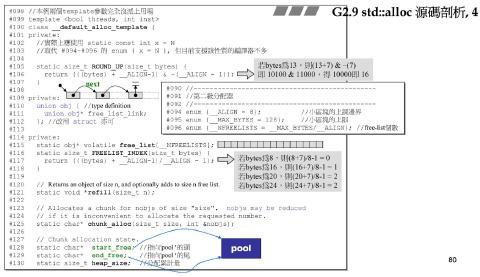 G2.9 std::alloc 源碼剖析, 4
#098 //本例兩個template參數完全沒派上用場
#099 template <bool threads, int inst>
#100 class __default_alloc_template {
#101 private:
#102 //實際上應使用 static const int x = N
#103 //取代 #094~#096 的 enum { x = N }, 但目前支援該性質的編譯器不多
#104
#105 static size_t ROUND_UP(size_t bytes) {
#106 return (((bytes) + __ALIGN-1) & ~(__ALIGN - 1));
#107 }
若bytes為13，則(13+7) & ~(7)
即 10100 & 11000，得 10000即 16
next
#108
#109 private:
#110 union obj { //type definition
#111 union obj* free_list_link;
#112 }; //改用 struct 亦可
#090 //----------------------------------------------
#091 //第二級分配器
#092 //----------------------------------------------
#093 enum {__ALIGN = 8}; //小區塊的上調邊界
#095 enum {__MAX_BYTES = 128}; //小區塊的上限
#096 enum {__NFREELISTS = __MAX_BYTES/__ALIGN}; //free-list個數
#113
#114 private:
#115 static obj* volatile free_list[__NFREELISTS];
#116 static size_t FREELIST_INDEX(size_t bytes) {
#117 return (((bytes) + __ALIGN-1)/__ALIGN - 1);
#118 }
若bytes為8，則(8+7)/8-1 = 0
若bytes為16，則(16+7)/8-1 = 1
若bytes為20，則(20+7)/8-1 = 2
若bytes為24，則(24+7)/8-1 = 2
#119
#120 // Returns an object of size n, and optionally adds to size n free list.
#121 static void *refill(size_t n);
#122
#123 // Allocates a chunk for nobjs of size "size". nobjs may be reduced
#124 // if it is inconvenient to allocate the requested number.
#125 static char* chunk_alloc(size_t size, int &nobjs);
#126
#127 // Chunk allocation state.
#128 static char* start_free; //指向'pool'的頭
#129 static char* end_free; //指向'pool'的尾
#130 static size_t heap_size; //分配累計量
pool
80